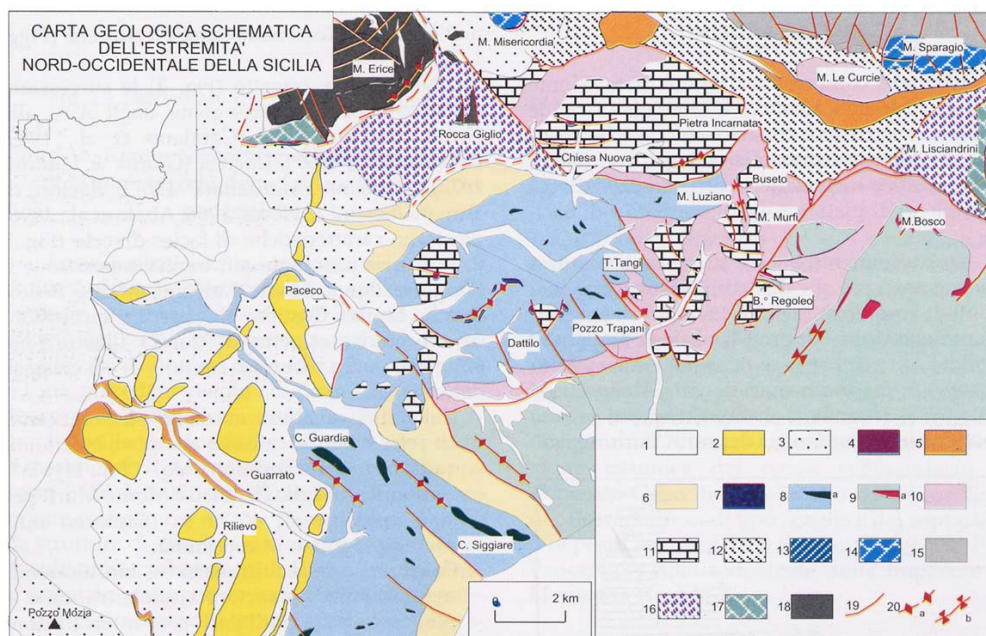 CARTA GEOLOGICA SCHEMATICA
DELL'ESTREMITA'
NORD-OCCIDENTALE DELLA SICILIA
M. Misericordia
M. Sparagio
M. Erice
M. Le Curcie
Pietra Incarnata
Rocca Giglio
M. Lisciandrini
Chiesa Nuova
Buseto
M. Luziano
M. Murfi
M.Bosco
T.Tangi
Paceco
B.° Regoleo
Pozzo Trapani
Dattilo
C. Guardia
Guarrato
Rilievo
C. Siggiare
Pozzo Mozia
0 2 km
1 2 3 4 5
6 7 8 a 9 a 10
11 12 13 14 15
16 17 18 19 20 a b